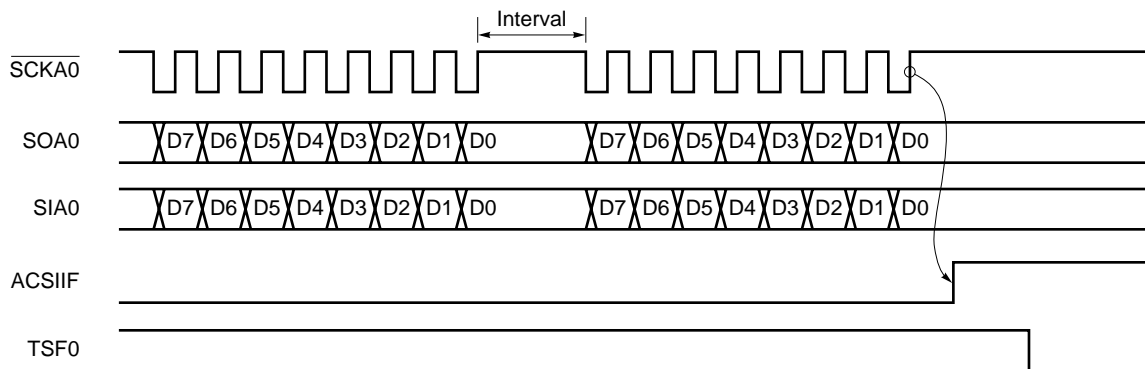 Interval
SCKA0
SOA0 D7 D6 D5 D4 D3 D2 D1 D0 D7 D6 D5 D4 D3 D2 D1 D0
SIA0 D7 D6 D5 D4 D3 D2 D1 D0 D7 D6 D5 D4 D3 D2 D1 D0
ACSIIF
TSF0